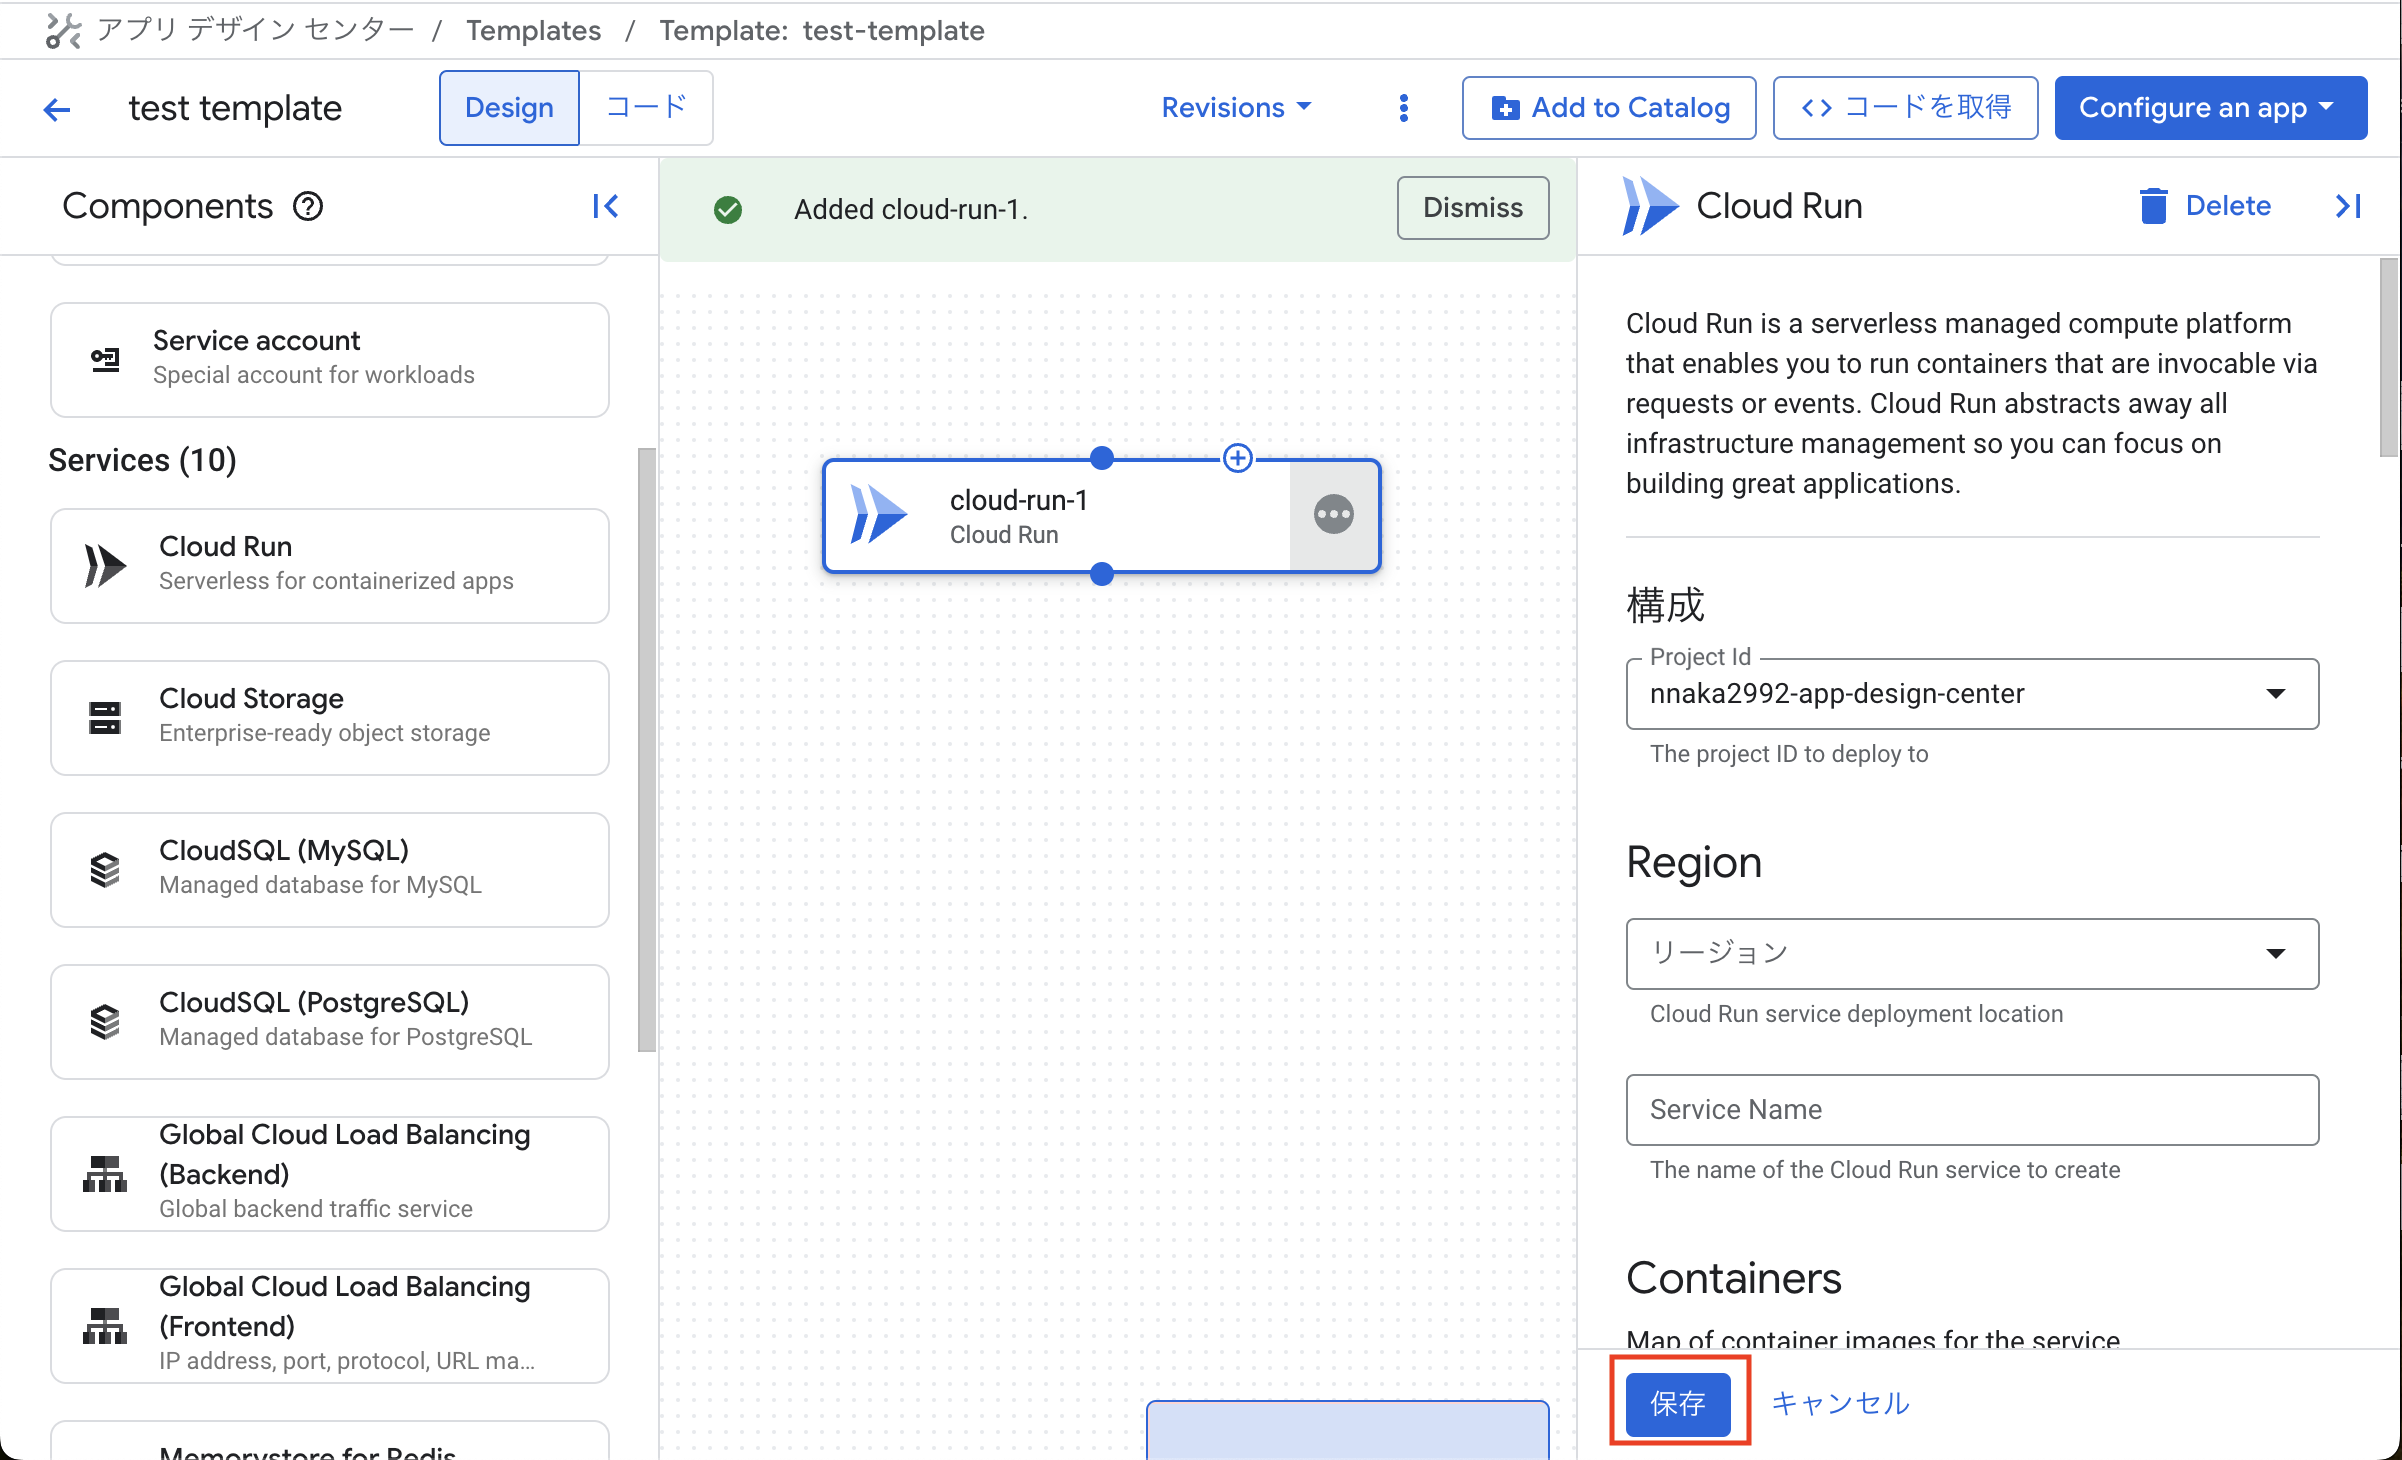 アプリ デザイン センター / Templates / Template: test-template
test template
Design
コード
Revisions
Add to Catalog
コードを取得
Configure an app
Components
Service account
Special account for workloads
Services (10)
Cloud Run
Serverless for containerized apps
Cloud Storage
Enterprise-ready object storage
CloudSQL (MySQL)
Managed database for MySQL
CloudSQL (PostgreSQL)
Managed database for PostgreSQL
Global Cloud Load Balancing
(Backend)
Global backend traffic service
Global Cloud Load Balancing
(Frontend)
IP address, port, protocol, URL ma...
Memorystore for Redis
Added cloud-run-1.
Dismiss
cloud-run-1
Cloud Run
Cloud Run
Delete
Cloud Run is a serverless managed compute platform
that enables you to run containers that are invocable via
requests or events. Cloud Run abstracts away all
infrastructure management so you can focus on
building great applications.
構成
Project Id
nnaka2992-app-design-center
The project ID to deploy to
Region
リージョン
Cloud Run service deployment location
Service Name
The name of the Cloud Run service to create
Containers
Map of container images for the service
保存
キャンセル